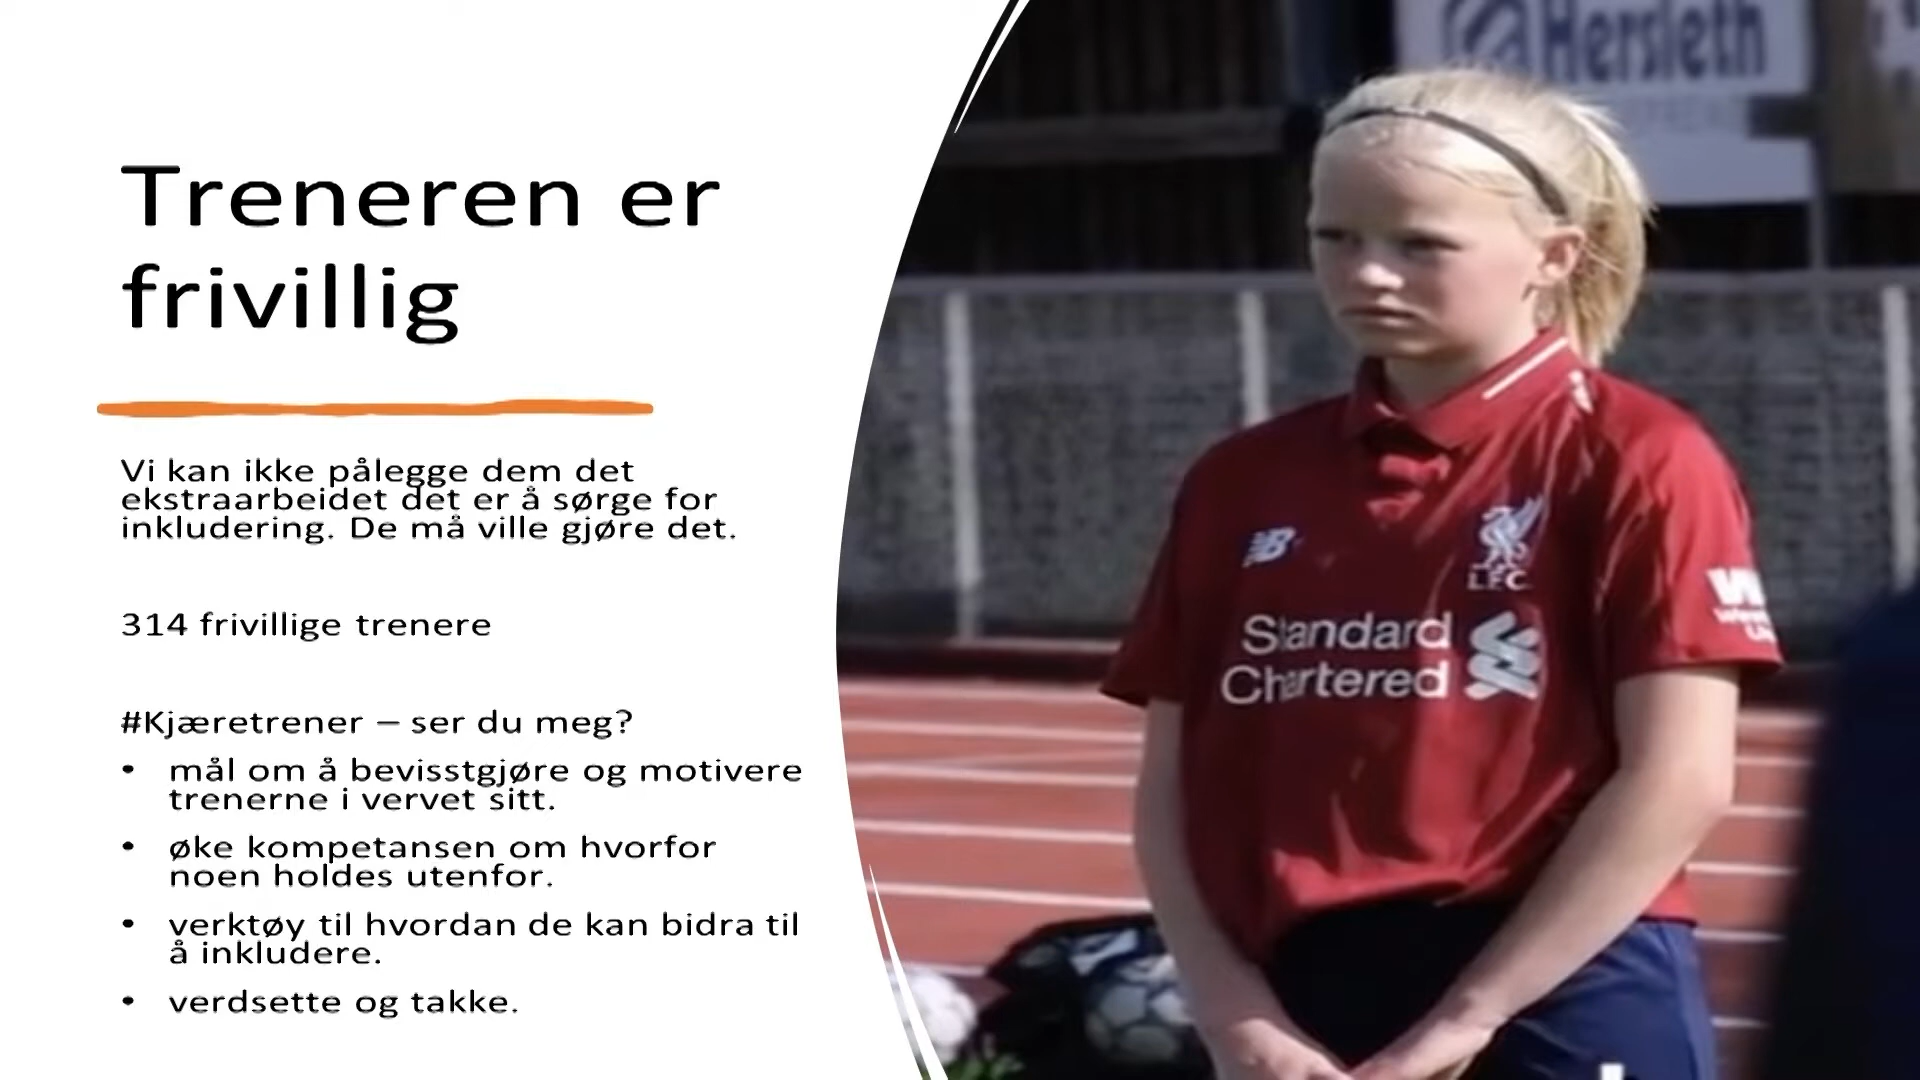 Treneren er
frivillig
Vi kan ikke pålegge dem det
ekstraarbeidet det er å sørge for
inkludering. De må ville gjøre det.
314 frivillige trenere
#Kjæretrener – ser du meg?
• mål om å bevisstgjøre og motivere
trenerne i vervet sitt.
• øke kompetansen om hvorfor
noen holdes utenfor.
• verktøy til hvordan de kan bidra til
å inkludere.
• verdsette og takke.
Hersleth
NB
L.F.C.
Standard
Chartered